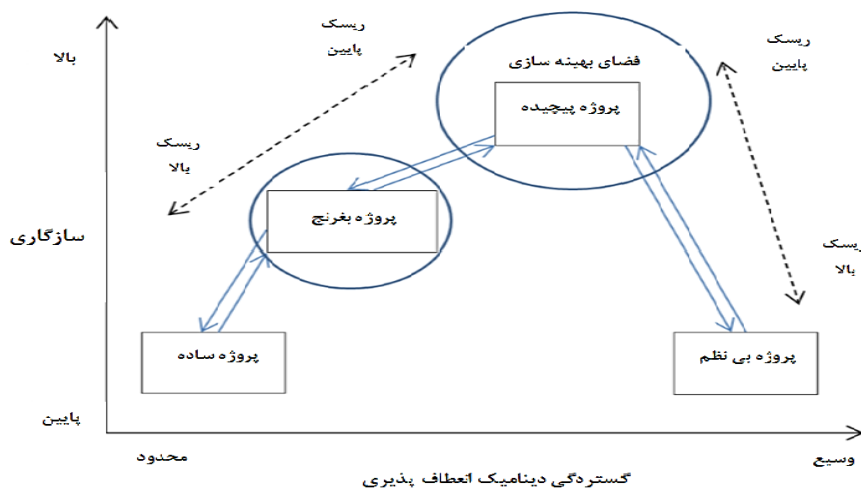 بالا
ریسک
پایین
ریسک
بالا
فضای بهینه سازی
پروژه پیچیده
ریسک
پایین
ریسک
بالا
پروژه بغرنج
سازگاری
پروژه ساده
پروژه بی نظم
پایین
محدود
وسیع
گستردگی دینامیک انعطاف پذیری